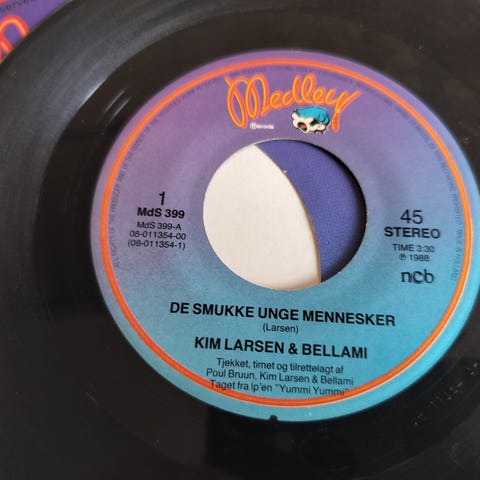 Medley
Records
1
MdS 399
MdS 399-A
08-011354-00
(08-011354-1)
45
STEREO
TIME 3:30
℗ 1988
ncb
DE SMUKKE UNGE MENNESKER
(Larsen)
KIM LARSEN & BELLAMI
Tjekket, timet og tilrettelagt af
Poul Bruun, Kim Larsen & Bellami
Taget fra lp'en "Yummi Yummi"